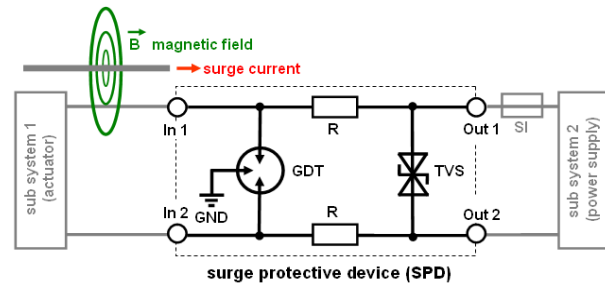 B magnetic field
surge current
sub system 1
(actuator)
In 1
R
Out 1
SI
sub system 2
(power supply)
GDT
TVS
GND
In 2
R
Out 2
surge protective device (SPD)